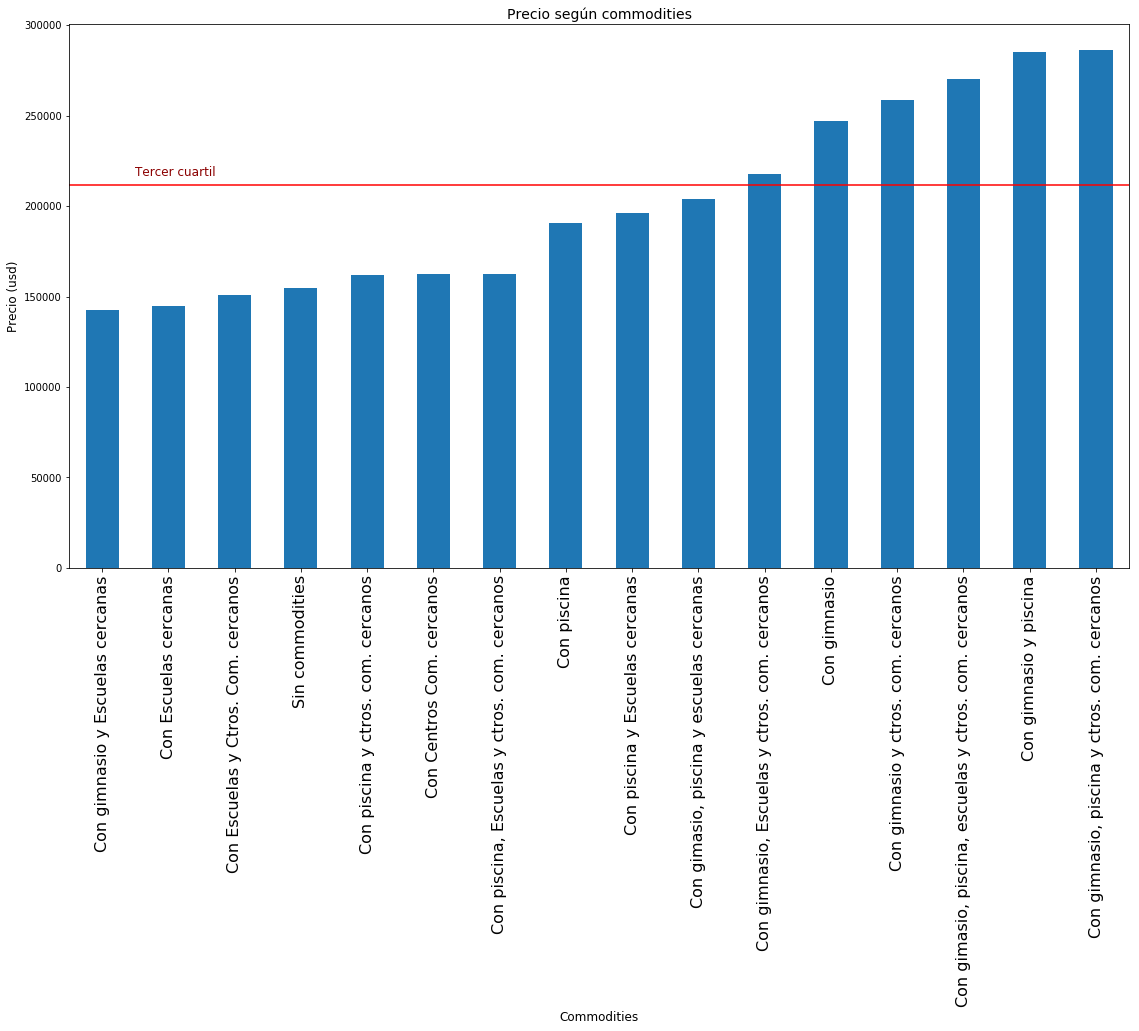 Precio según commodities
300000
250000
200000
150000
100000
50000
0
Precio (usd)
Tercer cuartil
Con gimnasio y Escuelas cercanas
Con Escuelas cercanas
Con Escuelas y Ctros. Com. cercanos
Sin commodities
Con piscina y ctros. com. cercanos
Con Centros Com. cercanos
Con piscina, Escuelas y ctros. com. cercanos
Con piscina
Con piscina y Escuelas cercanas
Con gimasio, piscina y escuelas cercanos
Con gimnasio, Escuelas y ctros. com. cercanos
Con gimnasio
Con gimnasio y ctros. com. cercanos
Con gimasio, piscina, escuelas y ctros. com. cercanos
Con gimnasio y piscina
Con gimnasio, piscina y ctros. com. cercanos
Commodities